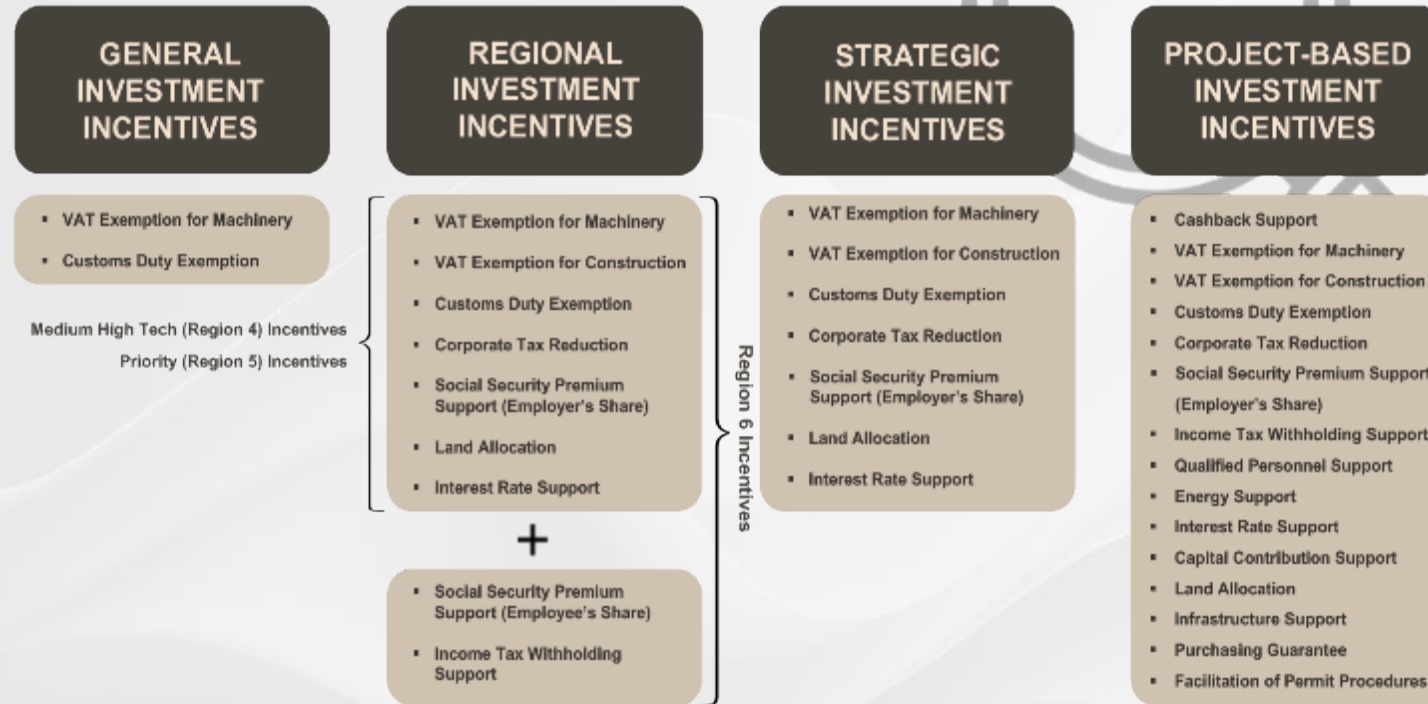 GENERAL
INVESTMENT
INCENTIVES
▪ VAT Exemption for Machinery
▪ Customs Duty Exemption
Medium High Tech (Region 4) Incentives
Priority (Region 5) Incentives
REGIONAL
INVESTMENT
INCENTIVES
▪ VAT Exemption for Machinery
▪ VAT Exemption for Construction
▪ Customs Duty Exemption
▪ Corporate Tax Reduction
▪ Social Security Premium
Support (Employer's Share)
▪ Land Allocation
▪ Interest Rate Support
+
▪ Social Security Premium
Support (Employee's Share)
▪ Income Tax Withholding
Support
Region 6 Incentives
STRATEGIC
INVESTMENT
INCENTIVES
▪ VAT Exemption for Machinery
▪ VAT Exemption for Construction
▪ Customs Duty Exemption
▪ Corporate Tax Reduction
▪ Social Security Premium
Support (Employer's Share)
▪ Land Allocation
▪ Interest Rate Support
PROJECT-BASED
INVESTMENT
INCENTIVES
▪ Cashback Support
▪ VAT Exemption for Machinery
▪ VAT Exemption for Construction
▪ Customs Duty Exemption
▪ Corporate Tax Reduction
▪ Social Security Premium Support
(Employer's Share)
▪ Income Tax Withholding Support
▪ Qualified Personnel Support
▪ Energy Support
▪ Interest Rate Support
▪ Capital Contribution Support
▪ Land Allocation
▪ Infrastructure Support
▪ Purchasing Guarantee
▪ Facilitation of Permit Procedures